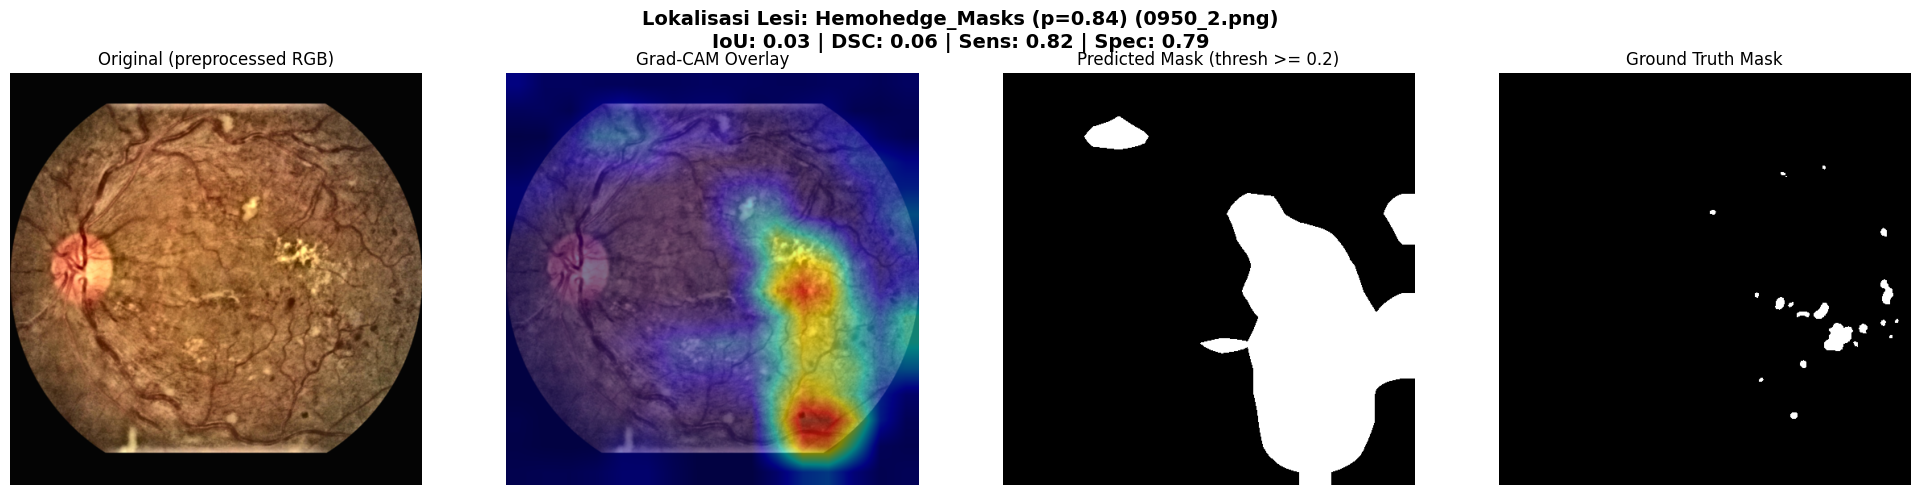 Lokalisasi Lesi: Hemohedge_Masks (p=0.84) (0950_2.png)
IoU: 0.03 | DSC: 0.06 | Sens: 0.82 | Spec: 0.79
Original (preprocessed RGB)
Grad-CAM Overlay
Predicted Mask (thresh >= 0.2)
Ground Truth Mask